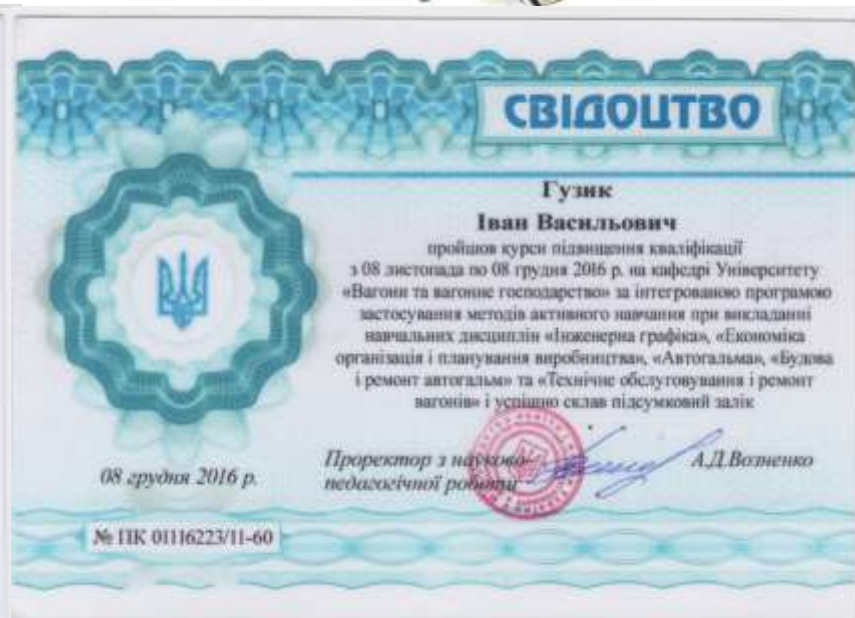 СВІДОЦТВО
Гузик
Іван Васильович
пройшов курси підвищення кваліфікації
з 08 листопада по 08 грудня 2016 р. на кафедрі Університету
«Вагони та вагонне господарство» за інтегрованою програмою
застосування методів активного навчання при викладанні
навчальних дисциплін «Інженерна графіка», «Економіка
організація і планування виробництва», «Автогальма», «Будова
і ремонт автогальм» та «Технічне обслуговування і ремонт
вагонів» і успішно склав підсумковий залік
08 грудня 2016 р.
Проректор з науково-
педагогічної роботи
А.Д.Возненко
№ ПК 01116223/11-60